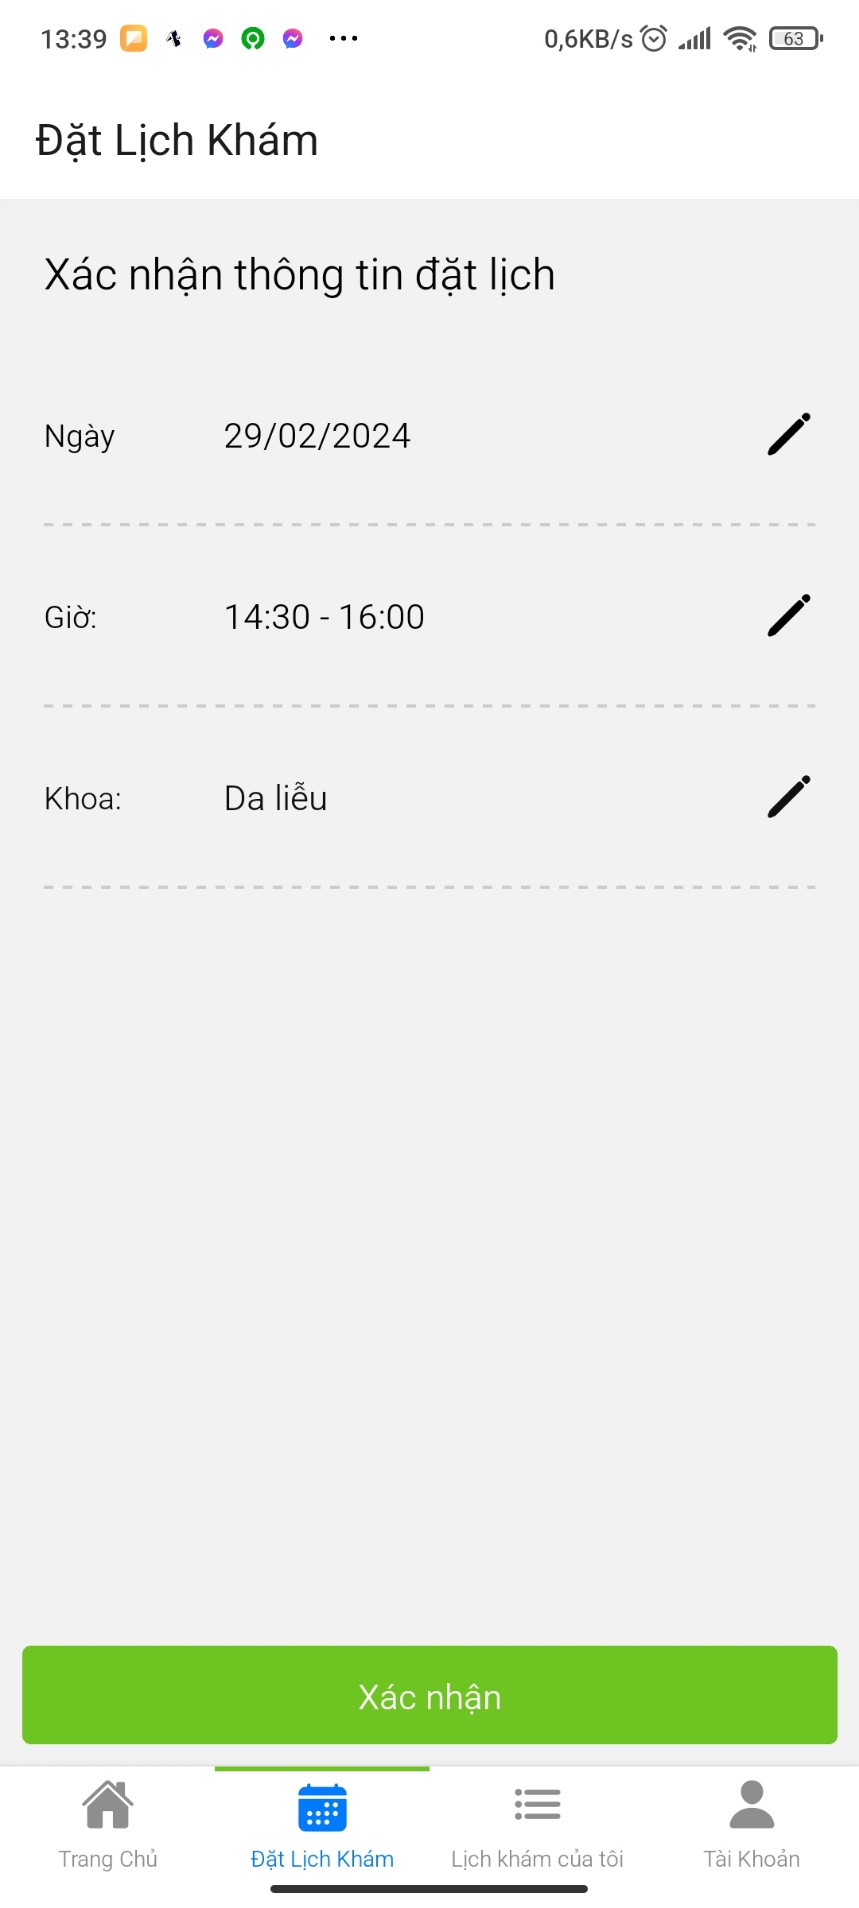 13:39 0,6KB/s 63
Đặt Lịch Khám
Xác nhận thông tin đặt lịch
Ngày 29/02/2024
Giờ: 14:30 - 16:00
Khoa: Da liễu
Xác nhận
Trang Chủ Đặt Lịch Khám Lịch khám của tôi Tài Khoản